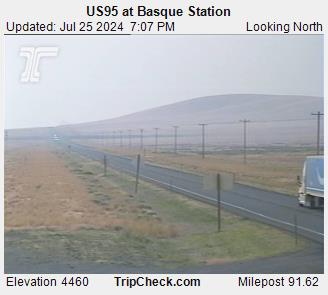 US95 at Basque Station
Updated: Jul 25 2024 7:07 PM Looking North
Elevation 4460 TripCheck.com Milepost 91.62